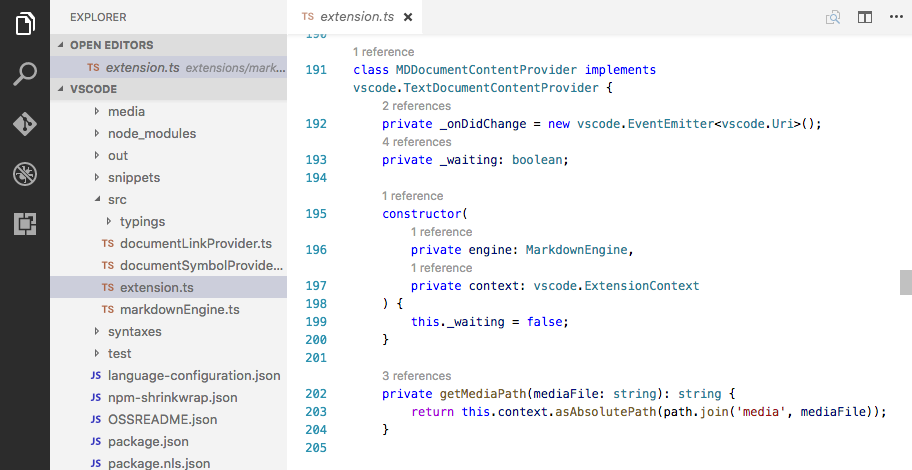 EXPLORER
OPEN EDITORS
TS extension.ts extensions/mark...
VSCODE
media
node_modules
out
snippets
src
typings
TS documentLinkProvider.ts
TS documentSymbolProvide...
TS extension.ts
TS markdownEngine.ts
syntaxes
test
JS language-configuration.json
JS npm-shrinkwrap.json
JS OSSREADME.json
JS package.json
JS package.nls.json
TS extension.ts
190
1 reference
191 class MDDocumentContentProvider implements
vscode.TextDocumentContentProvider {
2 references
192 private _onDidChange = new vscode.EventEmitter<vscode.Uri>();
4 references
193 private _waiting: boolean;
194
1 reference
195 constructor(
1 reference
196 private engine: MarkdownEngine,
1 reference
197 private context: vscode.ExtensionContext
198 ) {
199 this._waiting = false;
200 }
201
3 references
202 private getMediaPath(mediaFile: string): string {
203 return this.context.asAbsolutePath(path.join('media', mediaFile));
204 }
205